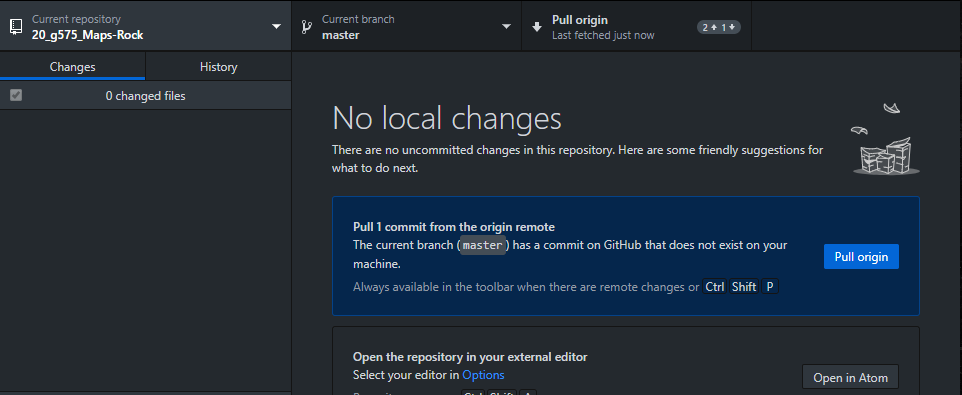 Current repository
20_g575_Maps-Rock
Current branch
master
Pull origin
Last fetched just now
2 1
Changes
History
0 changed files
No local changes
There are no uncommitted changes in this repository. Here are some friendly suggestions for
what to do next.
Pull 1 commit from the origin remote
The current branch (master) has a commit on GitHub that does not exist on your
machine.
Pull origin
Always available in the toolbar when there are remote changes or Ctrl Shift P
Open the repository in your external editor
Select your editor in Options
Open in Atom